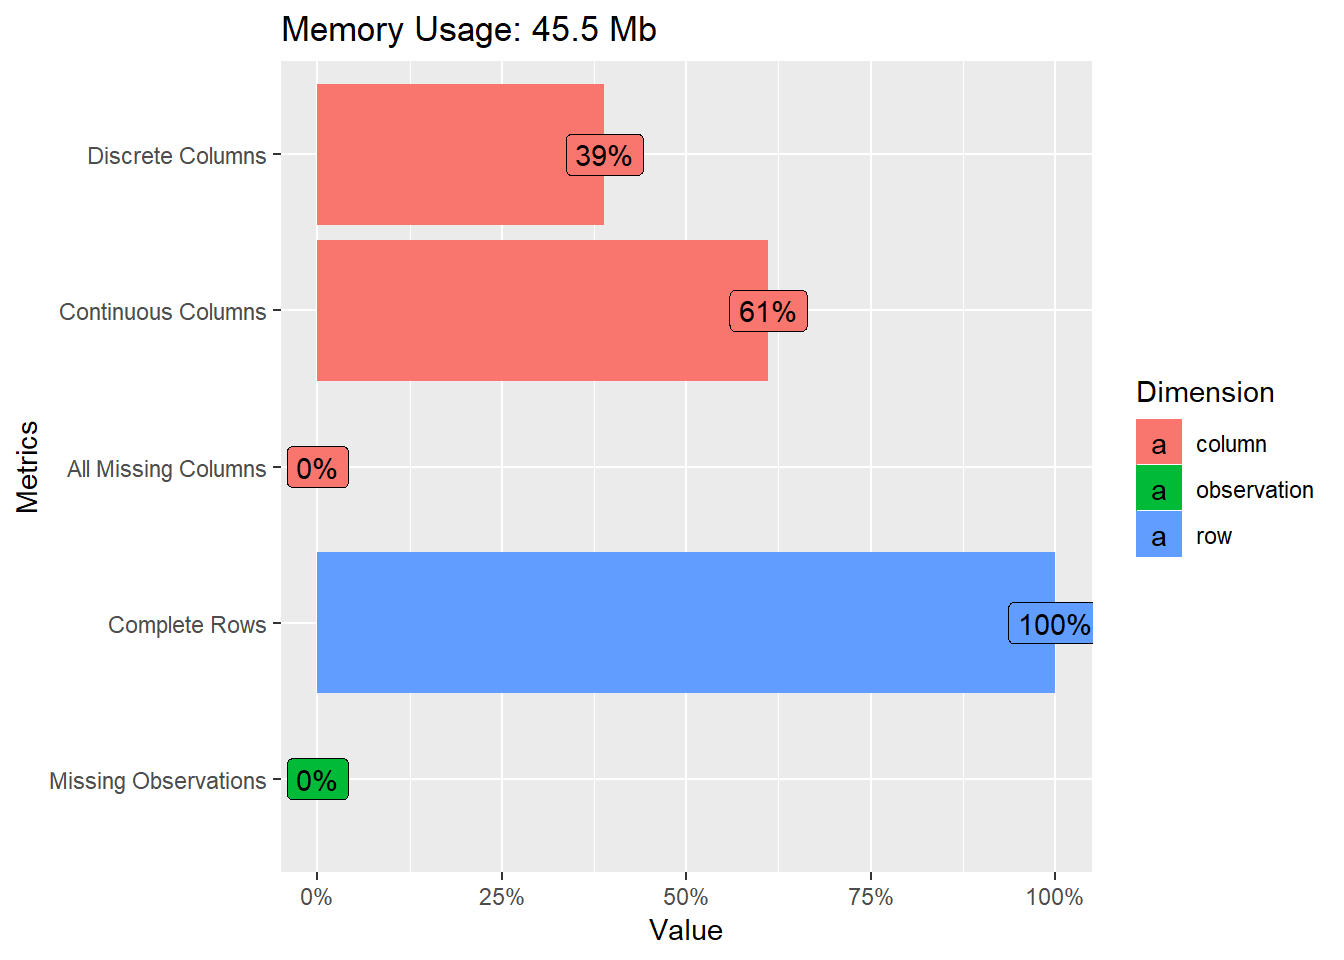 Memory Usage: 45.5 Mb
Discrete Columns
39%
Continuous Columns
61%
All Missing Columns
0%
Complete Rows
100%
Missing Observations
0%
0%
25%
50%
75%
100%
Value
Metrics
Dimension
a column
a observation
a row